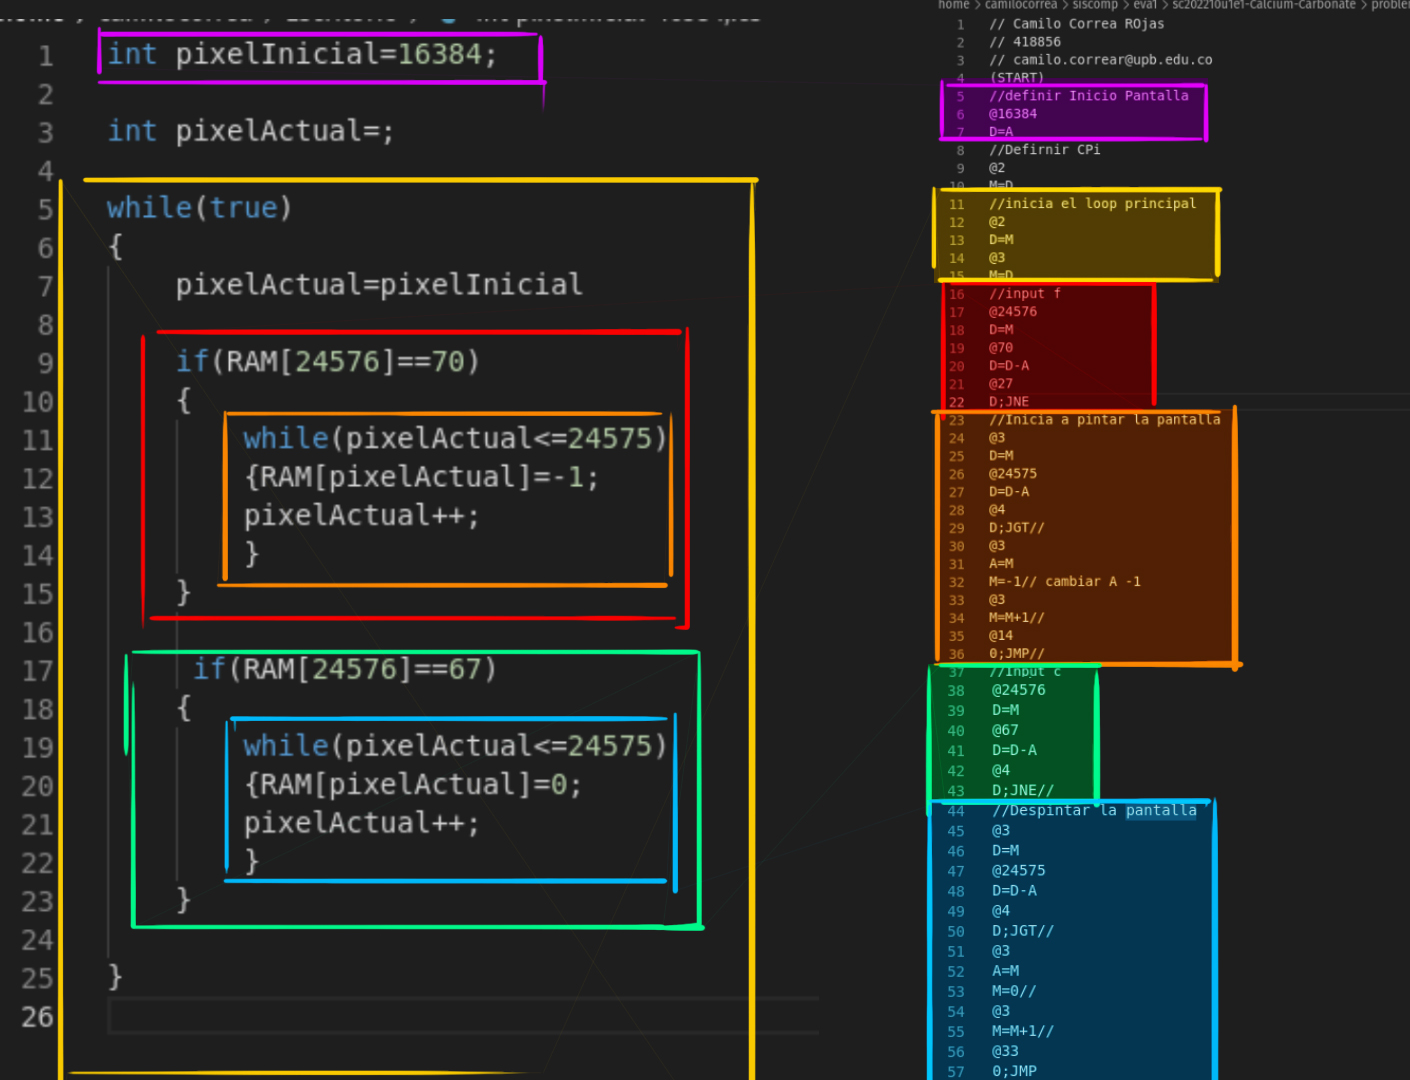 1 int pixelInicial=16384;
2
3 int pixelActual=;
4
5 while(true)
6 {
7 pixelActual=pixelInicial
8
9 if(RAM[24576]==70)
10 {
11 while(pixelActual<=24575)
12 {RAM[pixelActual]=-1;
13 pixelActual++;
14 }
15 }
16
17 if(RAM[24576]==67)
18 {
19 while(pixelActual<=24575)
20 {RAM[pixelActual]=0;
21 pixelActual++;
22 }
23 }
24
25 }
26
home > camilocorrea > siscomp > eva1 > sc202210u1e1-Calcium-Carbonate > proble
1 // Camilo Correa ROjas
2 // 418856
3 // camilo.correar@upb.edu.co
4 (START)
5 //definir Inicio Pantalla
6 @16384
7 D=A
8 //Defirnir CPi
9 @2
10 M=D
11 //inicia el loop principal
12 @2
13 D=M
14 @3
15 M=D
16 //input f
17 @24576
18 D=M
19 @70
20 D=D-A
21 @27
22 D;JNE
23 //Inicia a pintar la pantalla
24 @3
25 D=M
26 @24575
27 D=D-A
28 @4
29 D;JGT//
30 @3
31 A=M
32 M=-1// cambiar A -1
33 @3
34 M=M+1//
35 @14
36 0;JMP//
37 //Input c
38 @24576
39 D=M
40 @67
41 D=D-A
42 @4
43 D;JNE//
44 //Despintar la pantalla
45 @3
46 D=M
47 @24575
48 D=D-A
49 @4
50 D;JGT//
51 @3
52 A=M
53 M=0//
54 @3
55 M=M+1//
56 @33
57 0;JMP